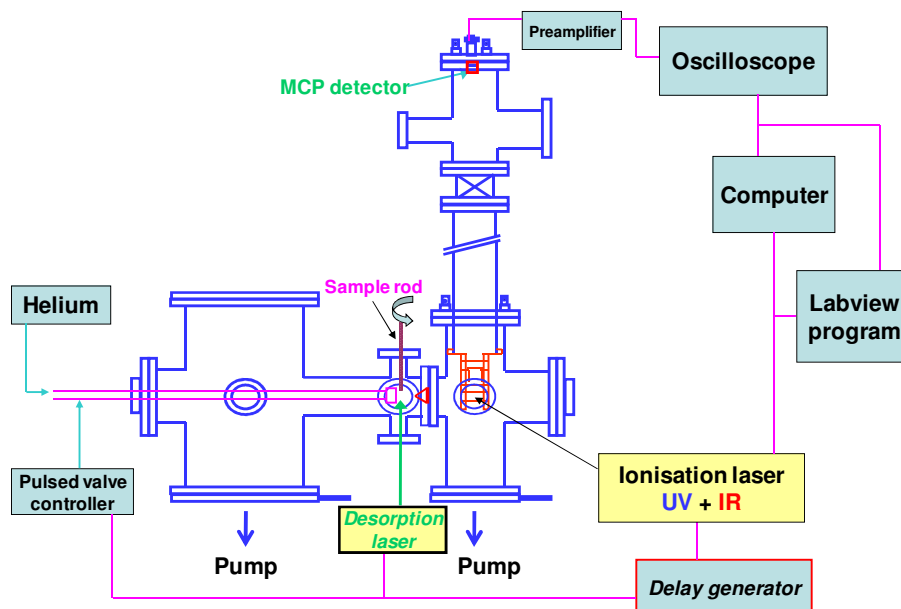 Preamplifier
Oscilloscope
MCP detector
Computer
Sample rod
Helium
Labview
program
Pulsed valve
controller
Ionisation laser
UV + IR
Desorption
laser
Pump
Pump
Delay generator